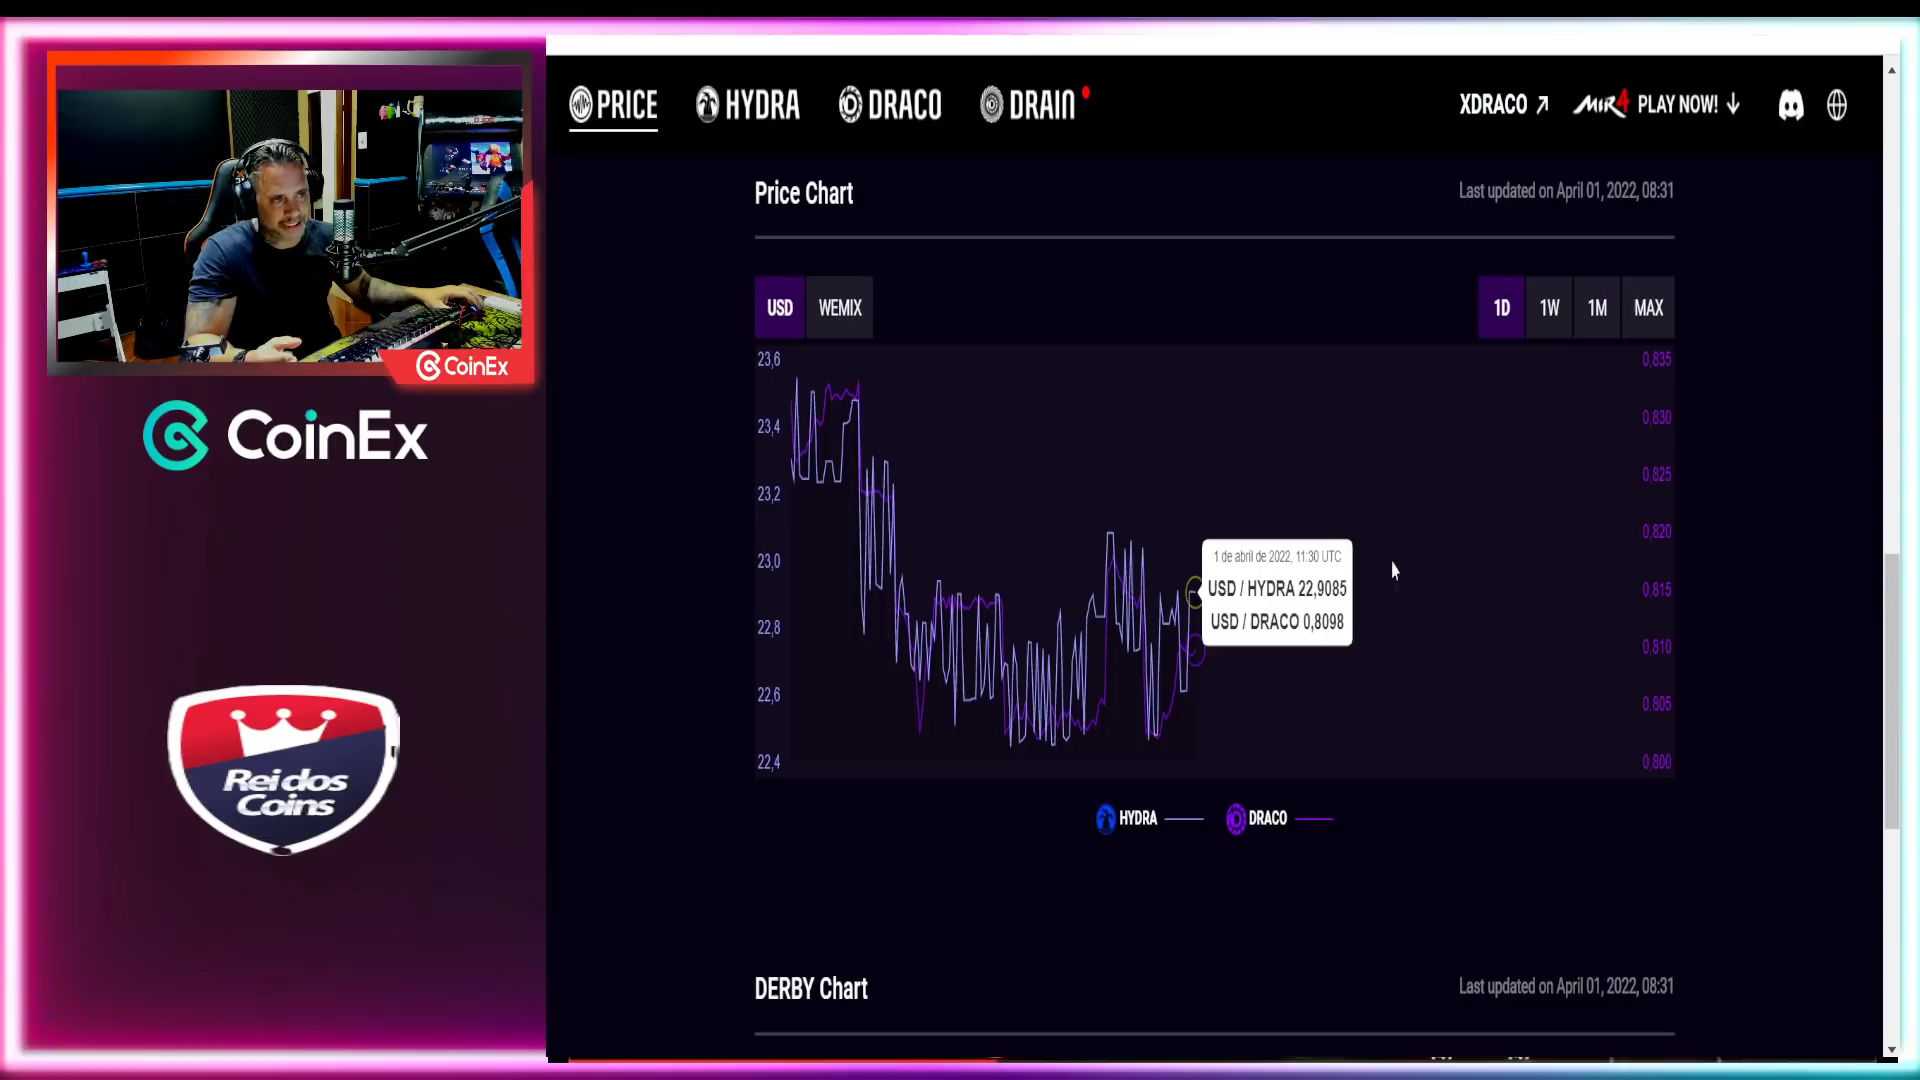 PRICE
HYDRA
DRACO
DRAIN
XDRACO
MIR4 PLAY NOW!
Price Chart
Last updated on April 01, 2022, 08:31
USD
WEMIX
1D
1W
1M
MAX
23,6
23,4
23,2
23,0
22,8
22,6
22,4
0,835
0,830
0,825
0,820
0,815
0,810
0,805
0,800
1 de abril de 2022, 11:30 UTC
USD / HYDRA 22,9085
USD / DRACO 0,8098
HYDRA
DRACO
DERBY Chart
Last updated on April 01, 2022, 08:31
CoinEx
CoinEx
Rei dos
Coins